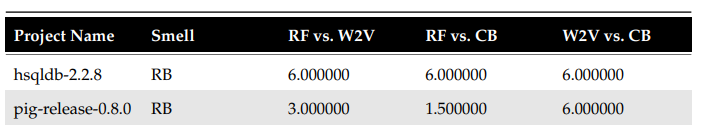 Project Name Smell RF vs. W2V RF vs. CB W2V vs. CB
hsqldb-2.2.8 RB 6.000000 6.000000 6.000000
pig-release-0.8.0 RB 3.000000 1.500000 6.000000